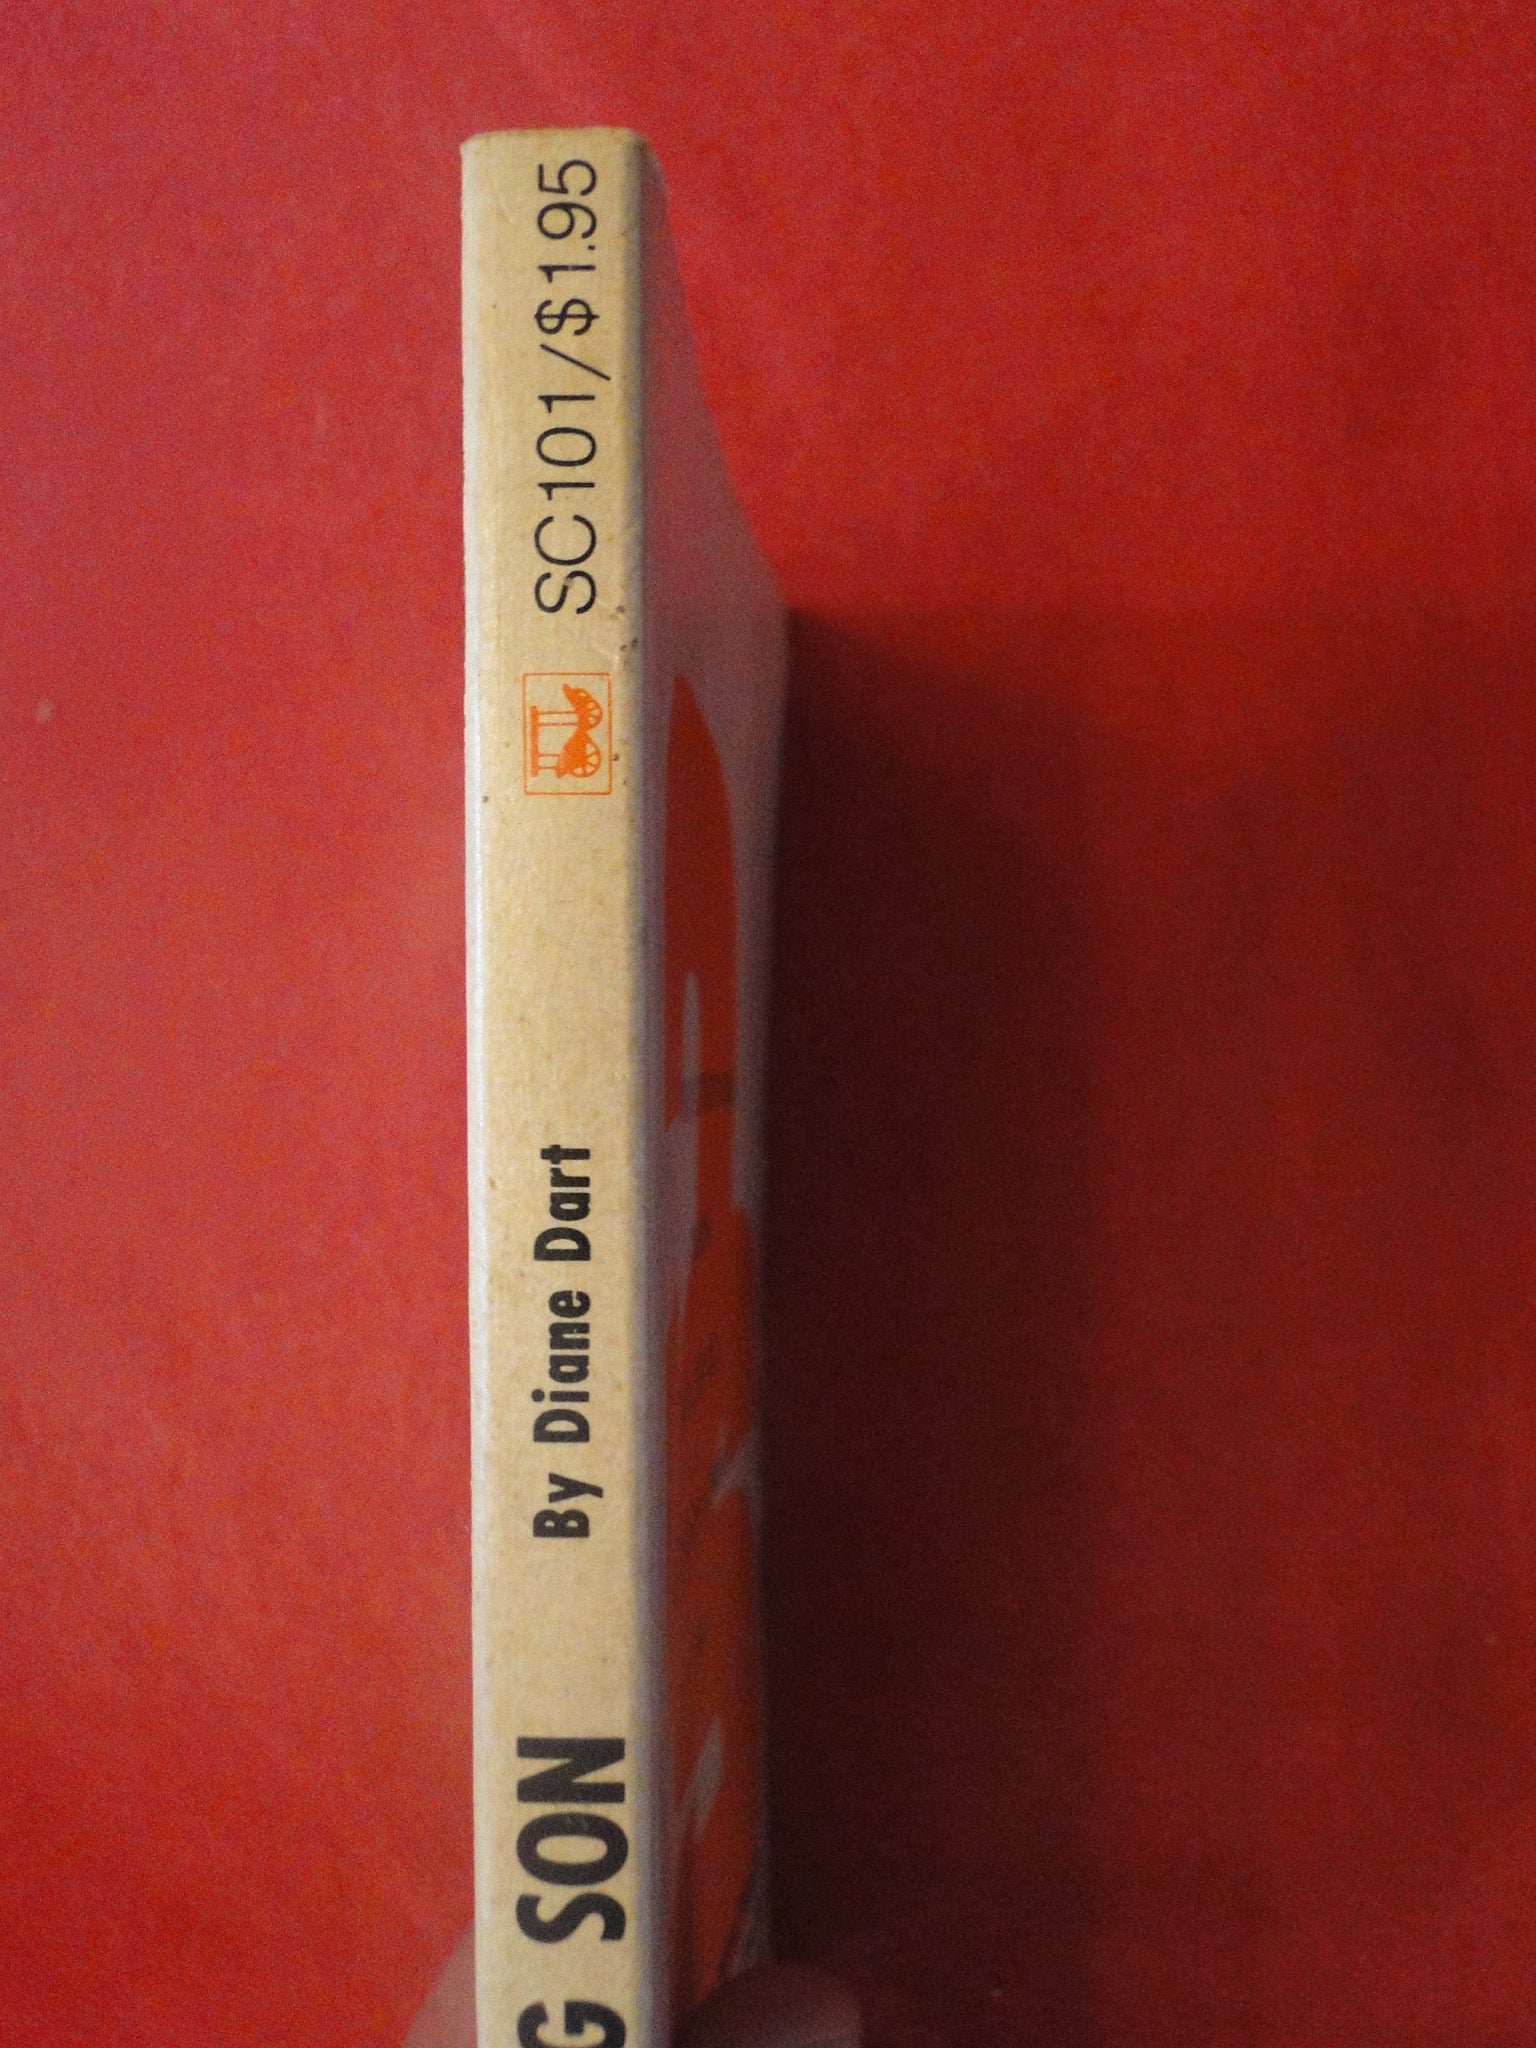 G SON
By Diane Dart
SC101/$1.95